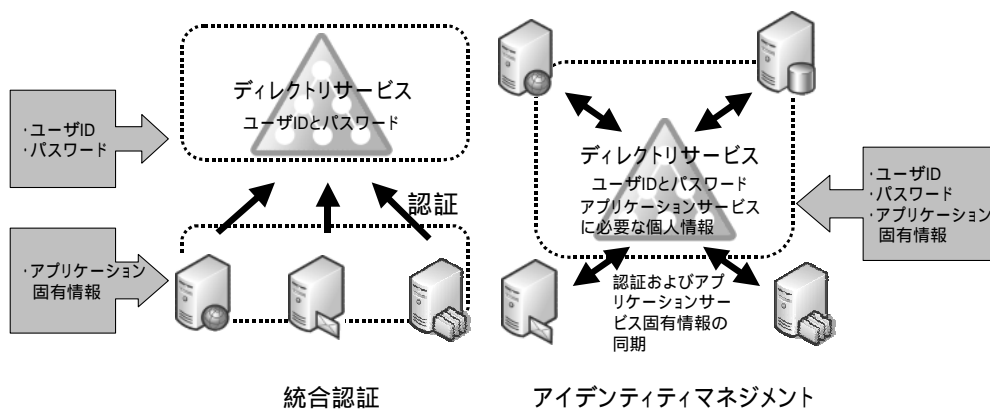 ディレクトリサービス
ユーザIDとパスワード
・ユーザID
・パスワード
認証
・アプリケーション
固有情報
統合認証
ディレクトリサービス
ユーザIDとパスワード
アプリケーションサービス
に必要な個人情報
・ユーザID
・パスワード
・アプリケーション
固有情報
認証およびアプ
リケーションサー
ビス固有情報の
同期
アイデンティティマネジメント